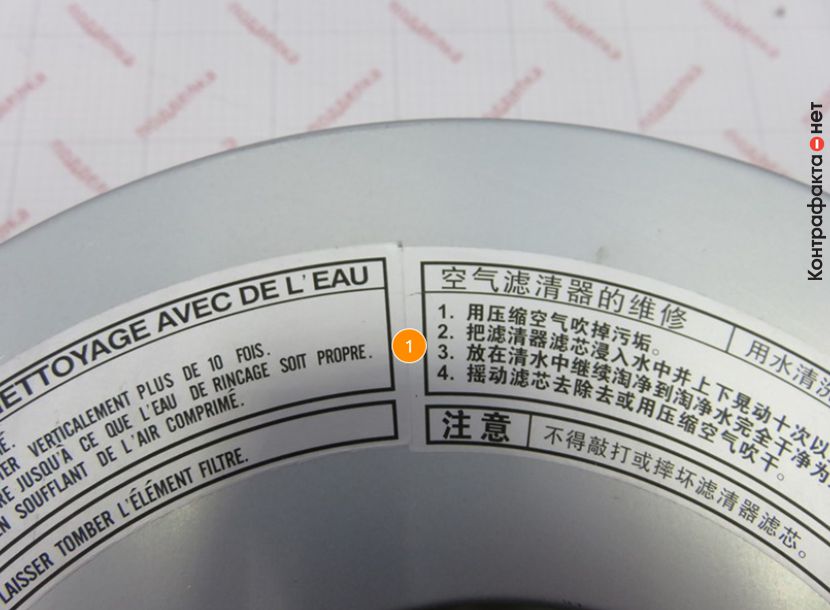 NETTOYAGE AVEC DE L'EAU
VERTICALEMENT PLUS DE 10 FOIS.
JUSQU'À CE QUE L'EAU DE RINCAGE SOIT PROPRE.
EN SOUFFLANT DE L'AIR COMPRIMÉ.
LAISSER TOMBER L'ÉLÉMENT FILTRE.
1
空气滤清器的维修
用水清洗
1. 用压缩空气吹掉污垢。
2. 把滤清器滤芯浸入水中并上下晃动十次以
3. 放在清水中继续淘净到淘净水完全干净为
4. 摇动滤芯去除去或用压缩空气吹干。
注意
不得敲打或摔坏滤清器滤芯。
Контрафакта нет
подделка
подделка
подделка
подделка
подделка